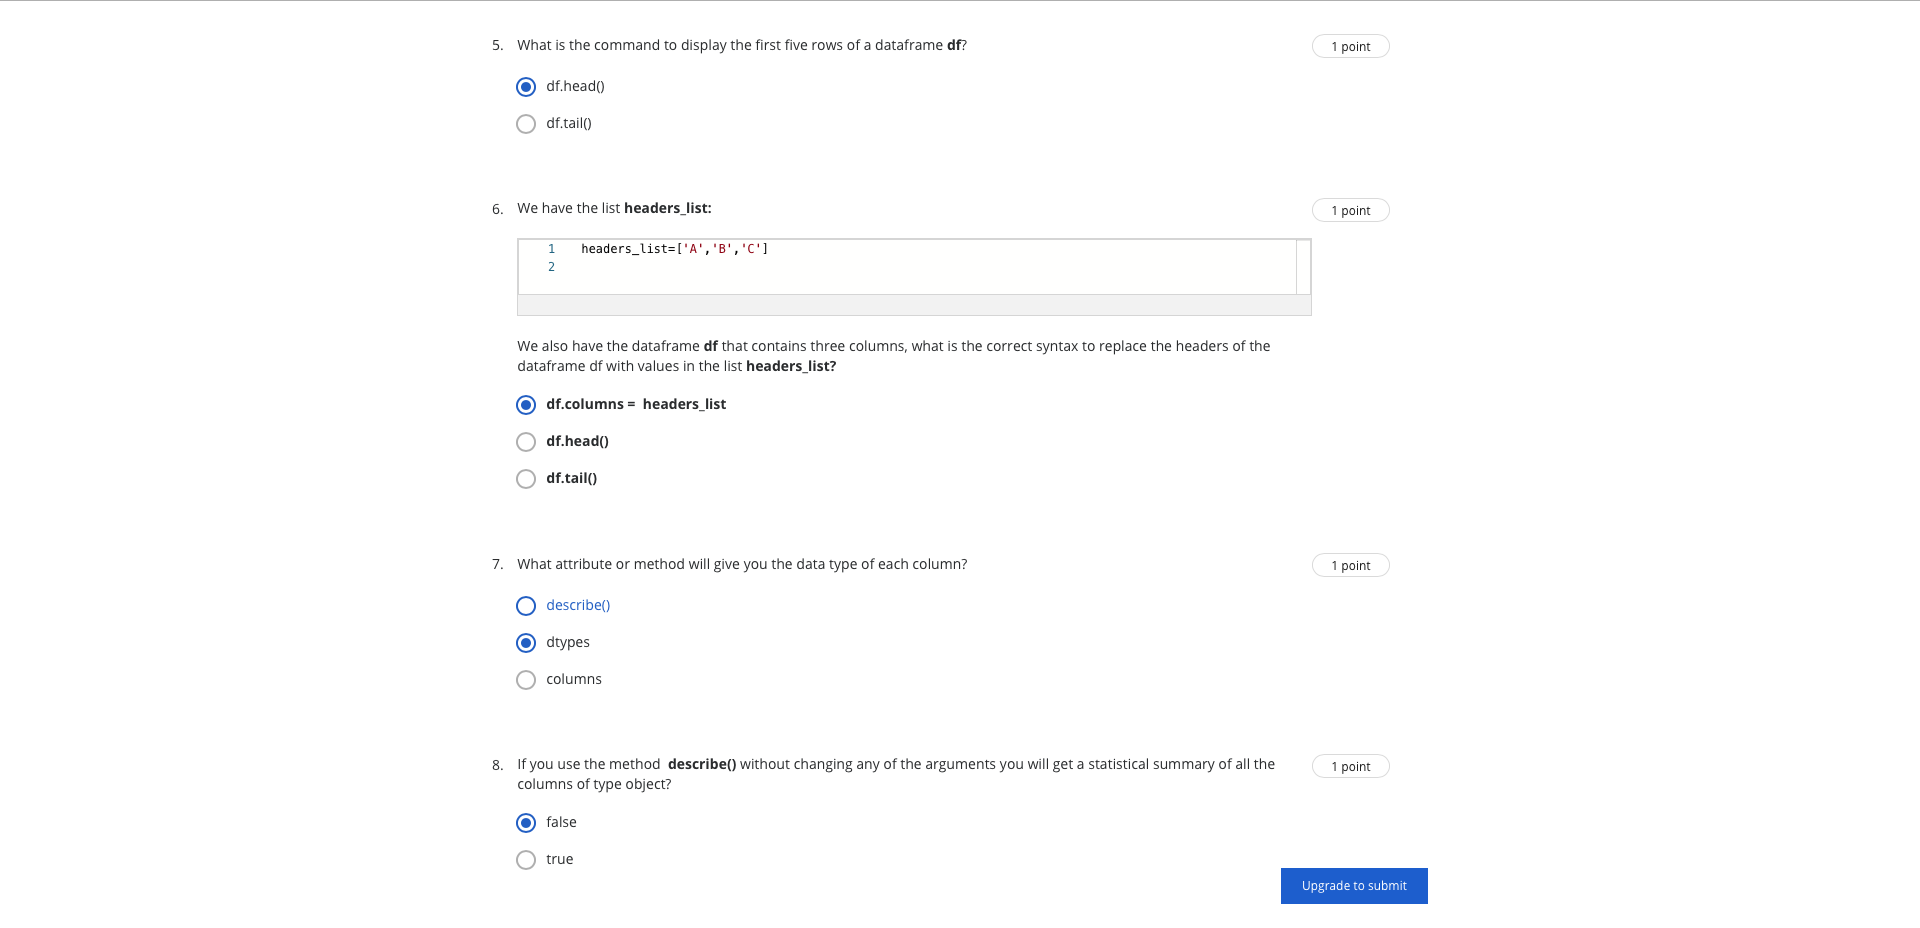 5. What is the command to display the first five rows of a dataframe df?
1 point
df.head()
df.tail()
6. We have the list headers_list:
1 point
1 headers_list=['A','B','C']
2
We also have the dataframe df that contains three columns, what is the correct syntax to replace the headers of the
dataframe df with values in the list headers_list?
df.columns = headers_list
df.head()
df.tail()
7. What attribute or method will give you the data type of each column?
1 point
describe()
dtypes
columns
8. If you use the method describe() without changing any of the arguments you will get a statistical summary of all the
columns of type object?
1 point
false
true
Upgrade to submit